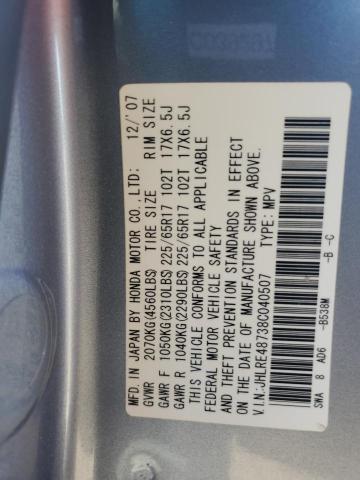 MFD. IN JAPAN BY HONDA MOTOR CO., LTD: 12/'07
GVWR 2070KG(4560LBS) TIRE SIZE RIM SIZE
GAWR F 1050KG(2310LBS) 225/65R17 102T 17X6.5J
GAWR R 1040KG(2290LBS) 225/65R17 102T 17X6.5J
THIS VEHICLE CONFORMS TO ALL APPLICABLE
FEDERAL MOTOR VEHICLE SAFETY
AND THEFT PREVENTION STANDARDS IN EFFECT
ON THE DATE OF MANUFACTURE SHOWN ABOVE.
V.I.N.:JHLRE48738C040507 TYPE: MPV
SWA 8 AD6 -B538M -B -C